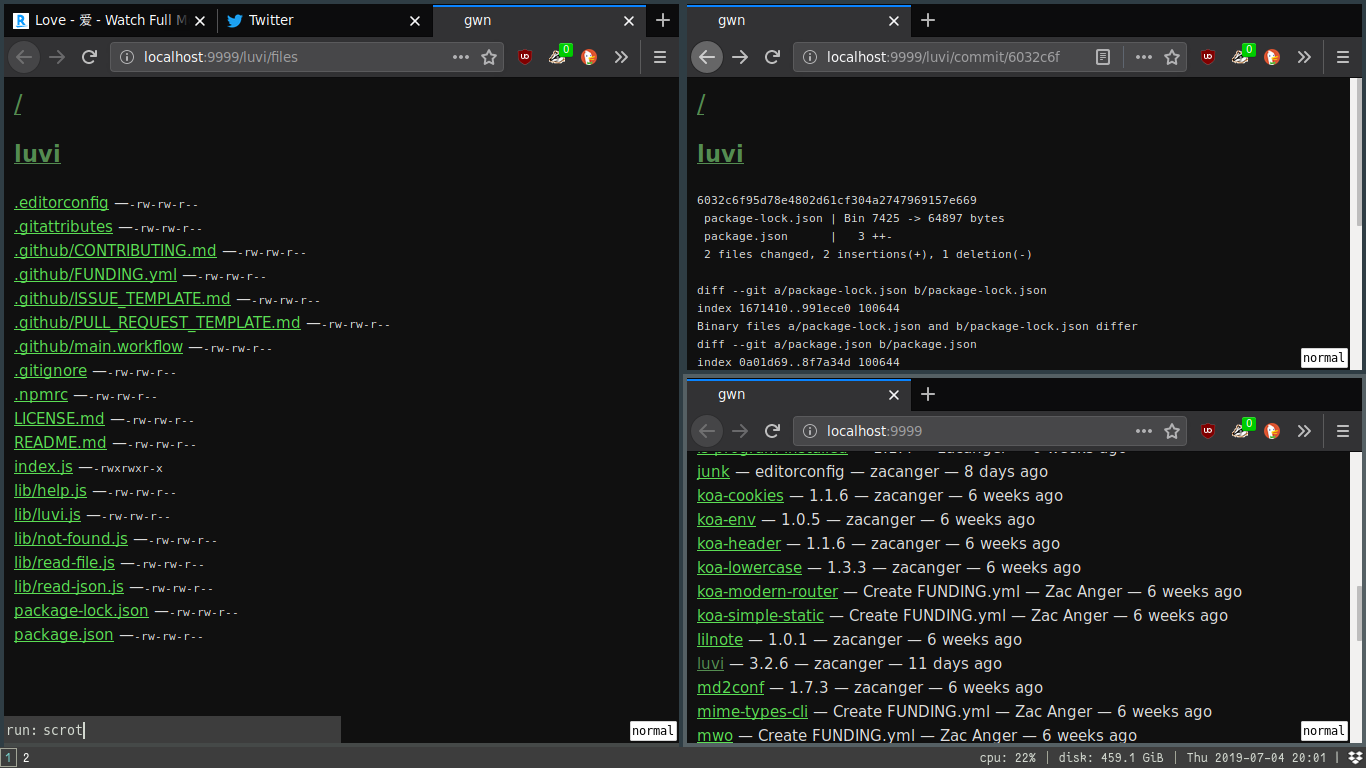 Love - 爱 - Watch Full M
Twitter
gwn
localhost:9999/luvi/files
0
/
luvi
.editorconfig —-rw-rw-r--
.gitattributes —-rw-rw-r--
.github/CONTRIBUTING.md —-rw-rw-r--
.github/FUNDING.yml —-rw-rw-r--
.github/ISSUE_TEMPLATE.md —-rw-rw-r--
.github/PULL_REQUEST_TEMPLATE.md —-rw-rw-r--
.github/main.workflow —-rw-rw-r--
.gitignore —-rw-rw-r--
.npmrc —-rw-rw-r--
LICENSE.md —-rw-rw-r--
README.md —-rw-rw-r--
index.js —-rwxrwxr-x
lib/help.js —-rw-rw-r--
lib/luvi.js —-rw-rw-r--
lib/not-found.js —-rw-rw-r--
lib/read-file.js —-rw-rw-r--
lib/read-json.js —-rw-rw-r--
package-lock.json —-rw-rw-r--
package.json —-rw-rw-r--
run: scrot
normal
gwn
localhost:9999/luvi/commit/6032c6f
0
/
luvi
6032c6f95d78e4802d61cf304a2747969157e669
package-lock.json | Bin 7425 -> 64897 bytes
package.json      |   3 ++-
2 files changed, 2 insertions(+), 1 deletion(-)
diff --git a/package-lock.json b/package-lock.json
index 1671410..991ece0 100644
Binary files a/package-lock.json and b/package-lock.json differ
diff --git a/package.json b/package.json
index 0a01d69..8f7a34d 100644
normal
gwn
localhost:9999
0
junk — editorconfig — zacanger — 8 days ago
koa-cookies — 1.1.6 — zacanger — 6 weeks ago
koa-env — 1.0.5 — zacanger — 6 weeks ago
koa-header — 1.1.6 — zacanger — 6 weeks ago
koa-lowercase — 1.3.3 — zacanger — 6 weeks ago
koa-modern-router — Create FUNDING.yml — Zac Anger — 6 weeks ago
koa-simple-static — Create FUNDING.yml — Zac Anger — 6 weeks ago
lilnote — 1.0.1 — zacanger — 6 weeks ago
luvi — 3.2.6 — zacanger — 11 days ago
md2conf — 1.7.3 — zacanger — 6 weeks ago
mime-types-cli — Create FUNDING.yml — Zac Anger — 6 weeks ago
mwo — Create FUNDING.yml — Zac Anger — 6 weeks ago
normal
1 2
cpu: 22% | disk: 459.1 GiB | Thu 2019-07-04 20:01 |